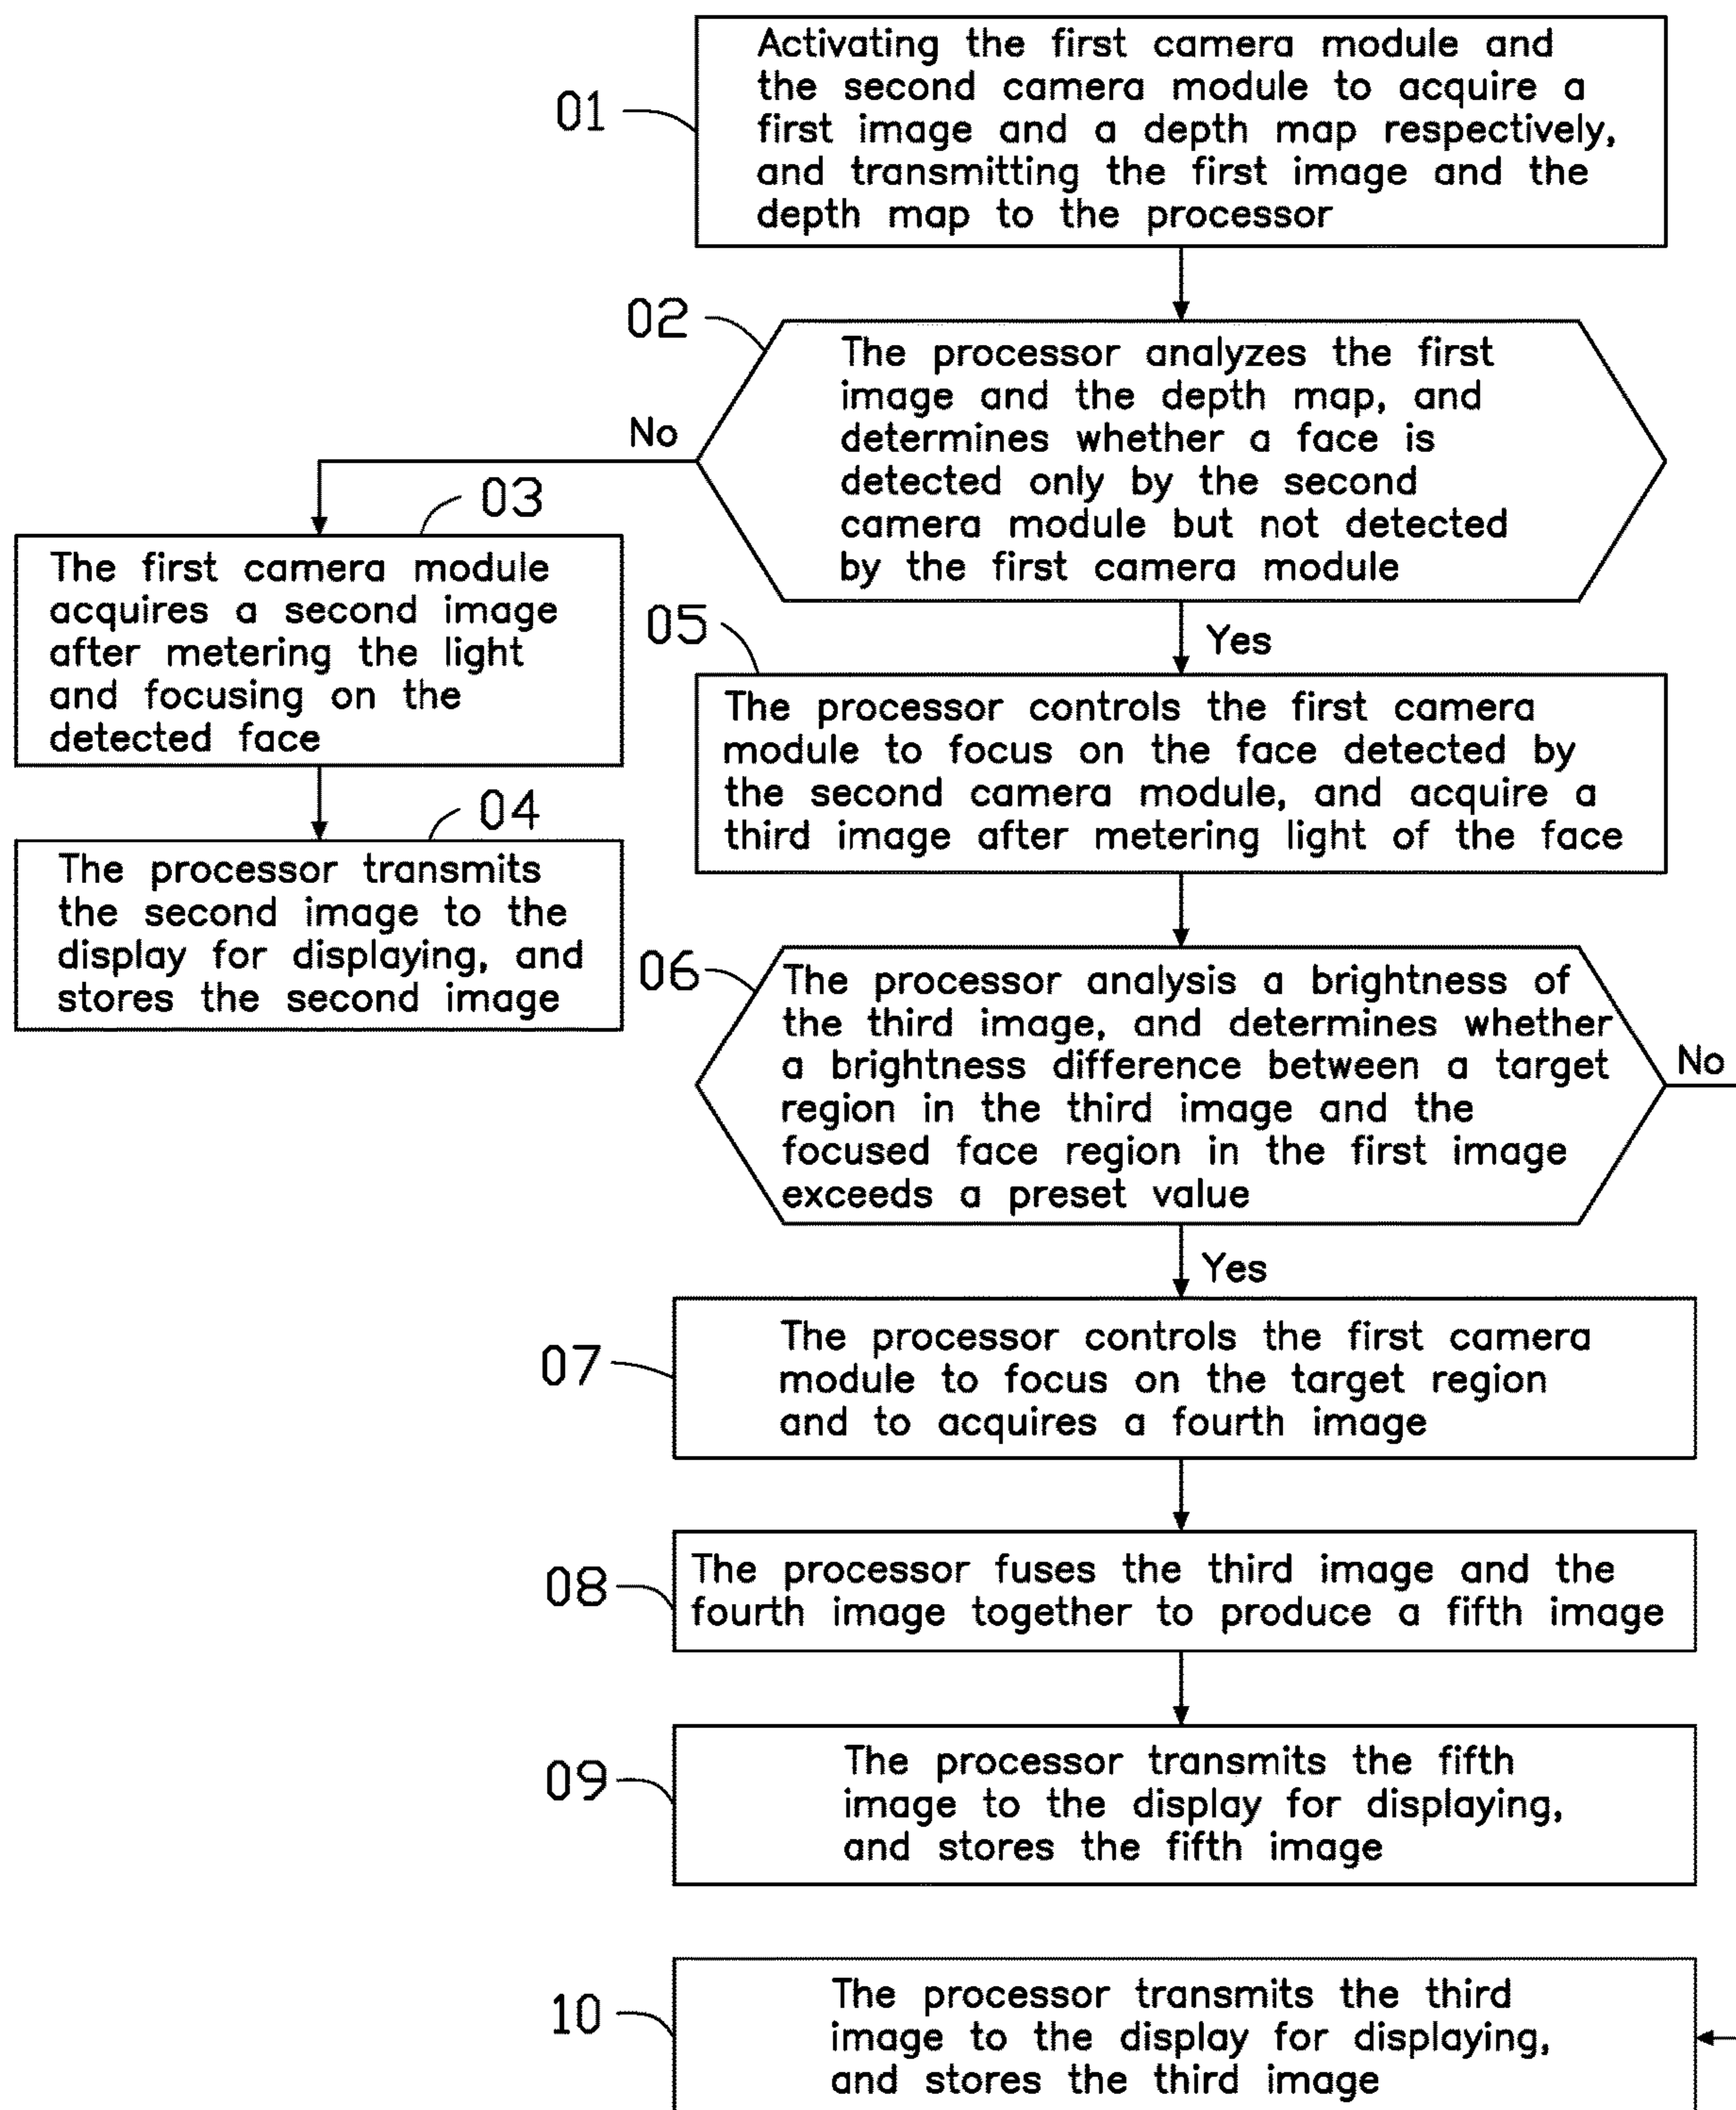 01
Activating the first camera module and
the second camera module to acquire a
first image and a depth map respectively,
and transmitting the first image and the
depth map to the processor
02
The processor analyzes the first
image and the depth map, and
determines whether a face is
detected only by the second
camera module but not detected
by the first camera module
No
03
The first camera module
acquires a second image
after metering the light
and focusing on the
detected face
04
The processor transmits
the second image to the
display for displaying, and
stores the second image
Yes
05
The processor controls the first camera
module to focus on the face detected by
the second camera module, and acquire a
third image after metering light of the face
06
The processor analysis a brightness of
the third image, and determines whether
a brightness difference between a target
region in the third image and the
focused face region in the first image
exceeds a preset value
No
Yes
07
The processor controls the first camera
module to focus on the target region
and to acquires a fourth image
08
The processor fuses the third image and the
fourth image together to produce a fifth image
09
The processor transmits the fifth
image to the display for displaying,
and stores the fifth image
10
The processor transmits the third
image to the display for displaying,
and stores the third image